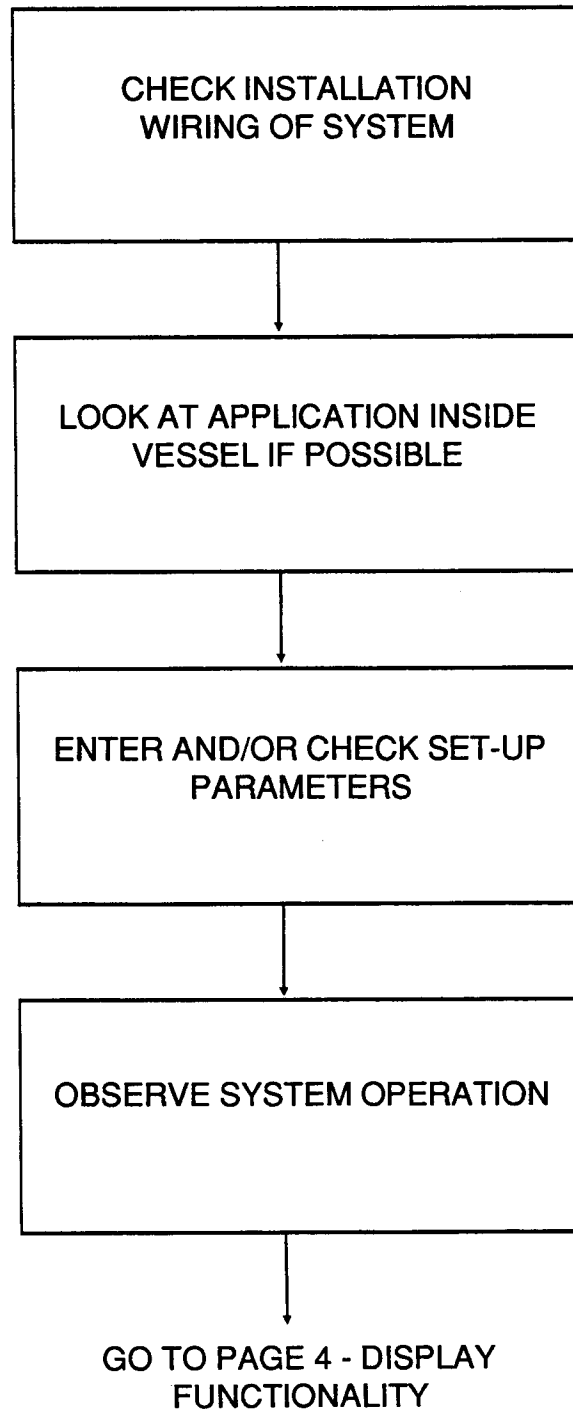 CHECK INSTALLATION
WIRING OF SYSTEM
LOOK AT APPLICATION INSIDE
VESSEL IF POSSIBLE
ENTER AND/OR CHECK SET-UP
PARAMETERS
OBSERVE SYSTEM OPERATION
GO TO PAGE 4 - DISPLAY
FUNCTIONALITY